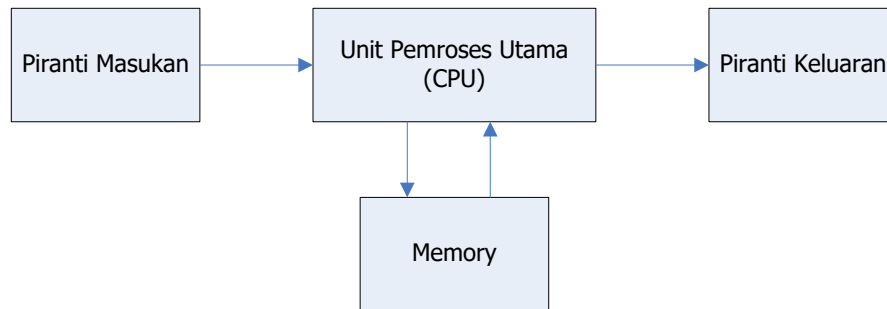 Piranti Masukan
Unit Pemroses Utama
(CPU)
Piranti Keluaran
Memory